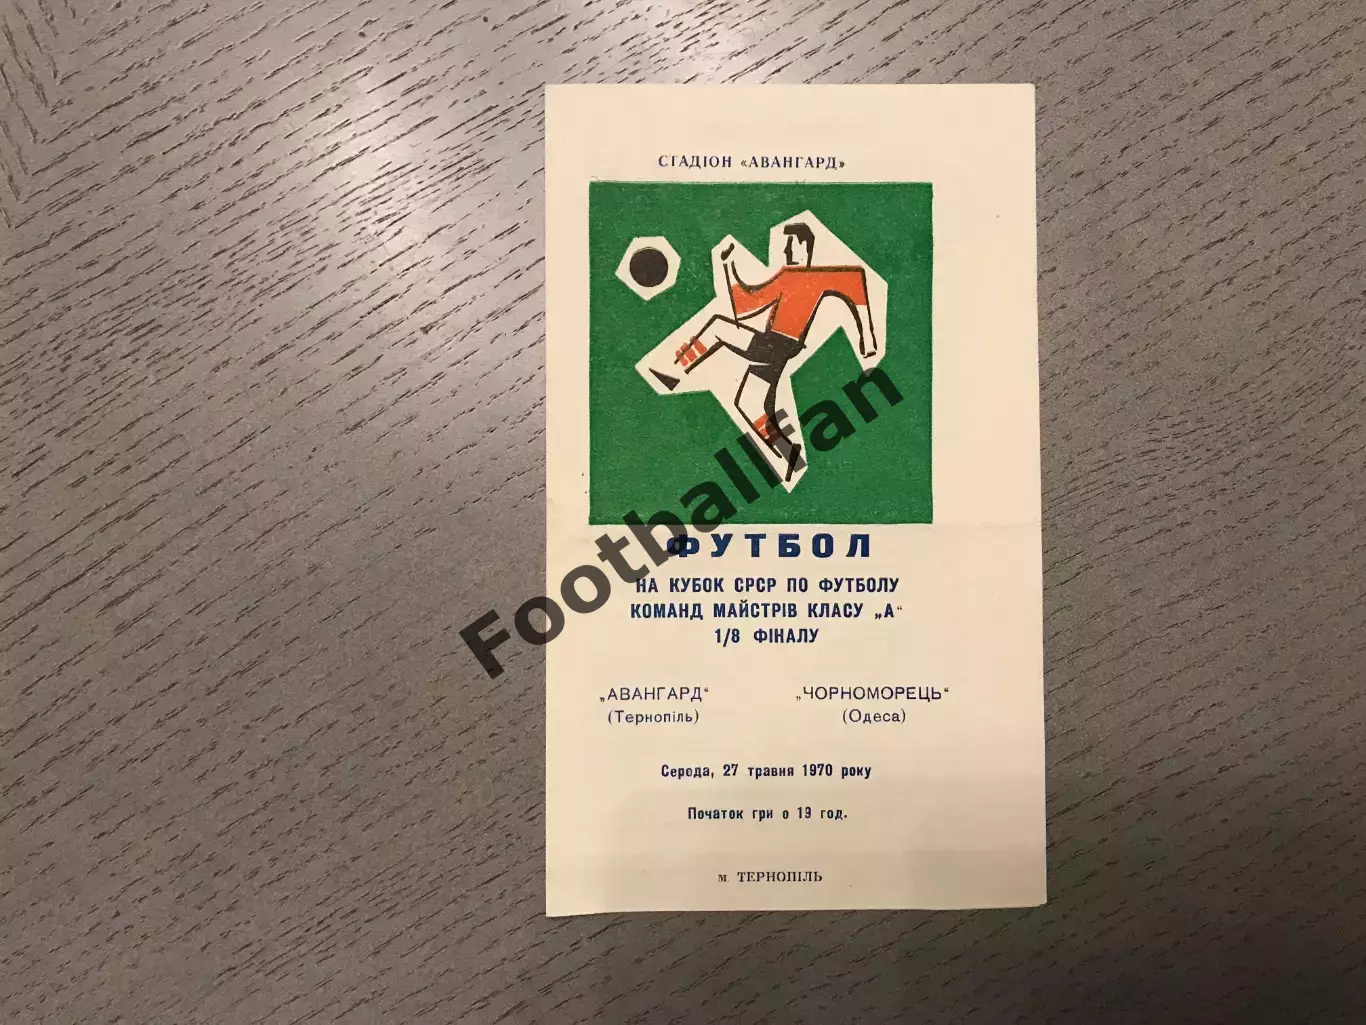 СТАДІОН «АВАНГАРД»
ФУТБОЛ
НА КУБОК СРСР ПО ФУТБОЛУ
КОМАНД МАЙСТРІВ КЛАСУ „А“
1/8 ФІНАЛУ
„АВАНГАРД“ „ЧОРНОМОРЕЦЬ“
(Тернопіль) (Одеса)
Середа, 27 травня 1970 року
Початок гри о 19 год.
м. ТЕРНОПІЛЬ
Footballfan